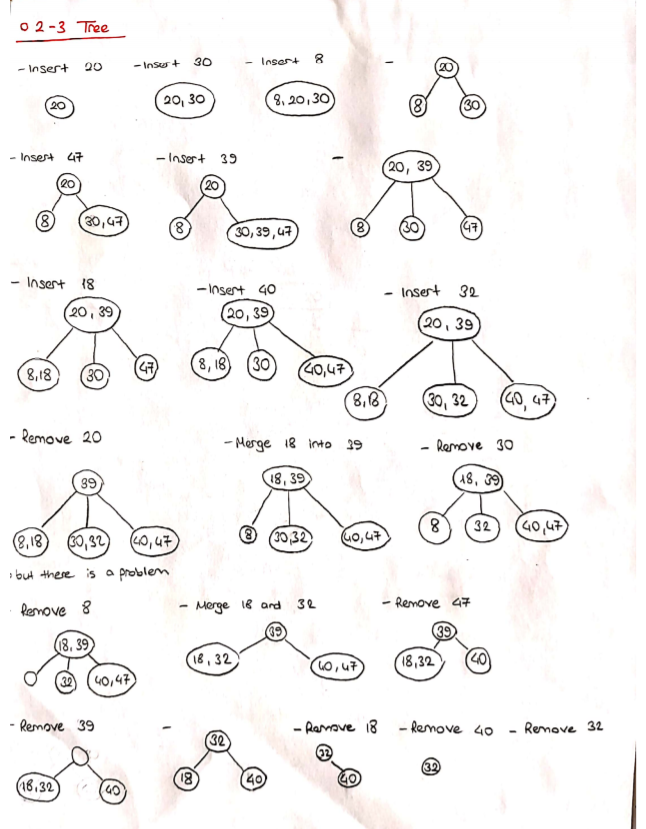 o 2-3 Tree
- Insert 20 - Insert 30 - Insert 8 -
20 20,30 8,20,30 20
8 30
- Insert 47 - Insert 39 -
20 20 20, 39
8 30,47 8 30,39,47 8 30 47
- Insert 18 - Insert 40 - Insert 32
20,39 20,39 20,39
8,18 30 47 8,18 30 40,47 8,18 30,32 40,47
- Remove 20 - Merge 18 into 39 - Remove 30
39 18,39 18,39
8,18 30,32 40,47 8 30,32 40,47 8 32 40,47
but there is a problem
Remove 8 - Merge 18 and 32 - Remove 47
18,39 39 39
32 40,47 18,32 40,47 18,32 40
- Remove 39 - - Remove 18 - Remove 40 - Remove 32
32 32 32
18,32 40 18 40 40